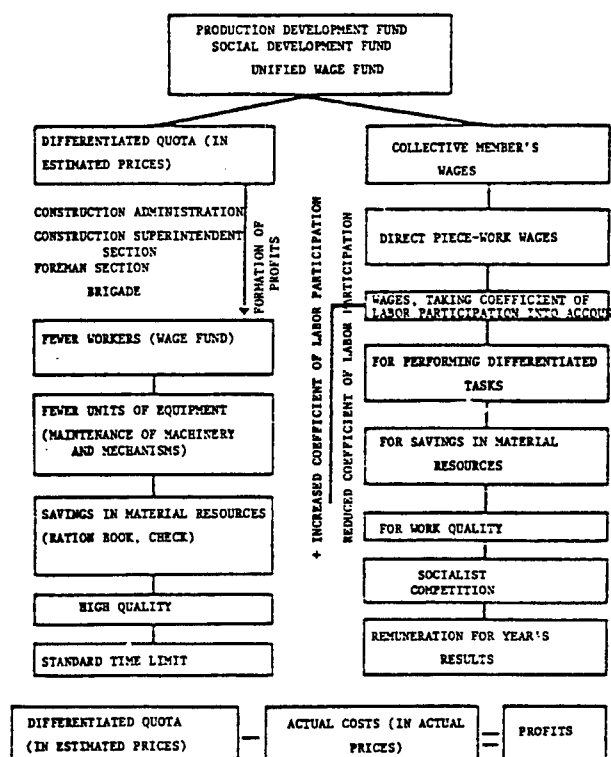 PRODUCTION DEVELOPMENT FUND
SOCIAL DEVELOPMENT FUND
UNIFIED WAGE FUND
DIFFERENTIATED QUOTA (IN
ESTIMATED PRICES)
CONSTRUCTION ADMINISTRATION
CONSTRUCTION SUPERINTENDENT
SECTION
FOREMAN SECTION
BRIGADE
FORMATION OF
PROFITS
FEWER WORKERS (WAGE FUND)
FEWER UNITS OF EQUIPMENT
(MAINTENANCE OF MACHINERY
AND MECHANISMS)
SAVINGS IN MATERIAL RESOURCES
(RATION BOOK, CHECK)
HIGH QUALITY
STANDARD TIME LIMIT
+ INCREASED COEFFICIENT OF LABOR PARTICIPATION
REDUCED COEFFICIENT OF LABOR PARTICIPATION
COLLECTIVE MEMBER'S
WAGES
DIRECT PIECE-WORK WAGES
WAGES, TAKING COEFFICIENT OF
LABOR PARTICIPATION INTO ACCOUNT
FOR PERFORMING DIFFERENTIATED
TASKS
FOR SAVINGS IN MATERIAL
RESOURCES
FOR WORK QUALITY
SOCIALIST
COMPETITION
REMUNERATION FOR YEAR'S
RESULTS
DIFFERENTIATED QUOTA
(IN ESTIMATED PRICES)
—
ACTUAL COSTS (IN ACTUAL
PRICES)
=
PROFITS